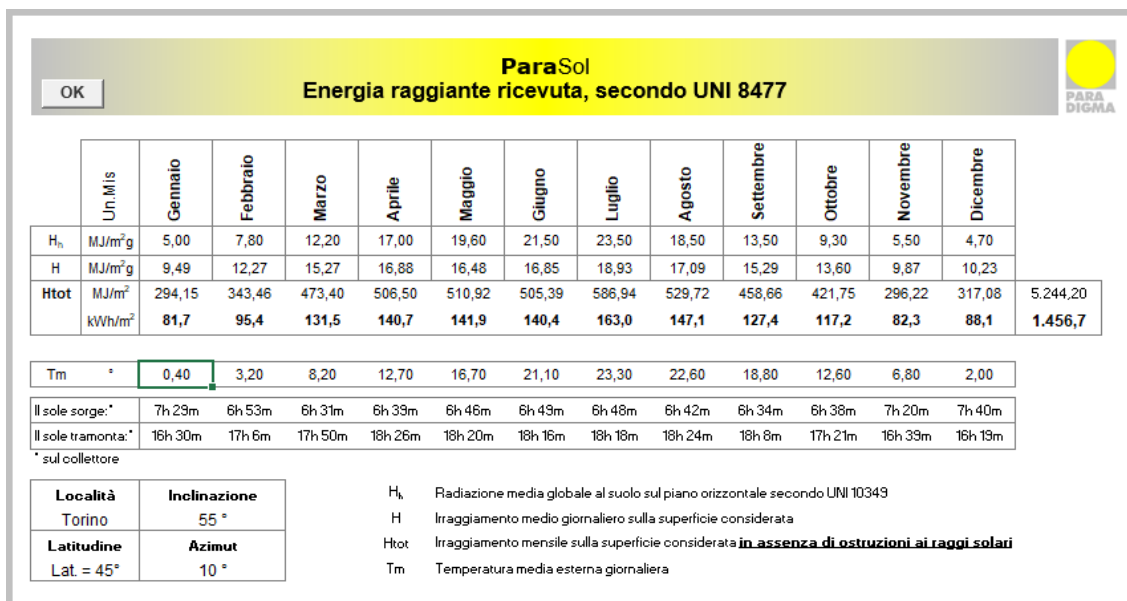 ParaSol
OK
Energia raggiante ricevuta, secondo UNI 8477
PARA
DIGMA
Un.Mis Gennaio Febbraio Marzo Aprile Maggio Giugno Luglio Agosto Settembre Ottobre Novembre Dicembre
Hh MJ/m²g 5,00 7,80 12,20 17,00 19,60 21,50 23,50 18,50 13,50 9,30 5,50 4,70
H MJ/m²g 9,49 12,27 15,27 16,88 16,48 16,85 18,93 17,09 15,29 13,60 9,87 10,23
Htot MJ/m² 294,15 343,46 473,40 506,50 510,92 505,39 586,94 529,72 458,66 421,75 296,22 317,08 5.244,20
kWh/m² 81,7 95,4 131,5 140,7 141,9 140,4 163,0 147,1 127,4 117,2 82,3 88,1 1.456,7
Tm ° 0,40 3,20 8,20 12,70 16,70 21,10 23,30 22,60 18,80 12,60 6,80 2,00
Il sole sorge:* 7h 29m 6h 53m 6h 31m 6h 39m 6h 46m 6h 49m 6h 48m 6h 42m 6h 34m 6h 38m 7h 20m 7h 40m
Il sole tramonta:* 16h 30m 17h 6m 17h 50m 18h 26m 18h 20m 18h 16m 18h 18m 18h 24m 18h 8m 17h 21m 16h 39m 16h 19m
* sul collettore
Località Inclinazione
Torino 55 °
Latitudine Azimut
Lat. = 45° 10 °
Hh Radiazione media globale al suolo sul piano orizzontale secondo UNI 10349
H Irraggiamento medio giornaliero sulla superficie considerata
Htot Irraggiamento mensile sulla superficie considerata in assenza di ostruzioni ai raggi solari
Tm Temperatura media esterna giornaliera